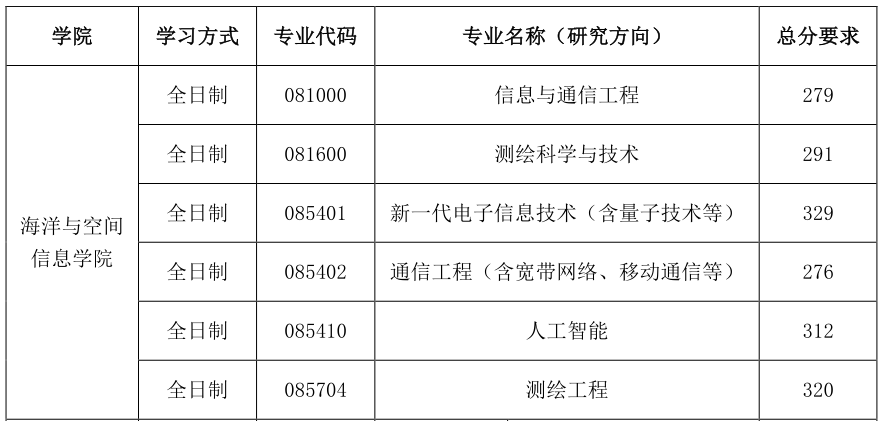 学院 学习方式 专业代码 专业名称（研究方向） 总分要求
全日制 081000 信息与通信工程 279
全日制 081600 测绘科学与技术 291
海洋与空间
信息学院
全日制 085401 新一代电子信息技术（含量子技术等） 329
全日制 085402 通信工程（含宽带网络、移动通信等） 276
全日制 085410 人工智能 312
全日制 085704 测绘工程 320